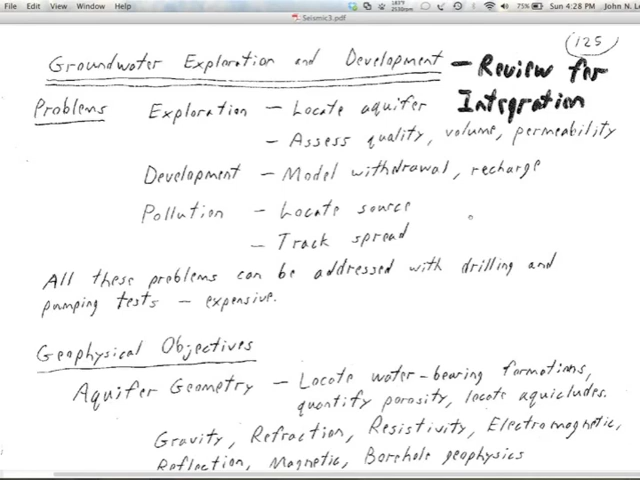 File Edit View Window Help 75% Sun 4:28 PM John N. Lo
Seismic3.pdf
125
Groundwater Exploration and Development - Review for
Integration
Problems Exploration - Locate aquifer
- Assess quality, volume, permeability
Development - Model withdrawal, recharge
Pollution - Locate source
- Track spread
All these problems can be addressed with drilling and
pumping tests - expensive.
Geophysical Objectives
Aquifer Geometry - Locate water-bearing formations,
quantify porosity, locate aquicludes.
Gravity, Refraction, Resistivity, Electromagnetic,
Reflection, Magnetic, Borehole geophysics